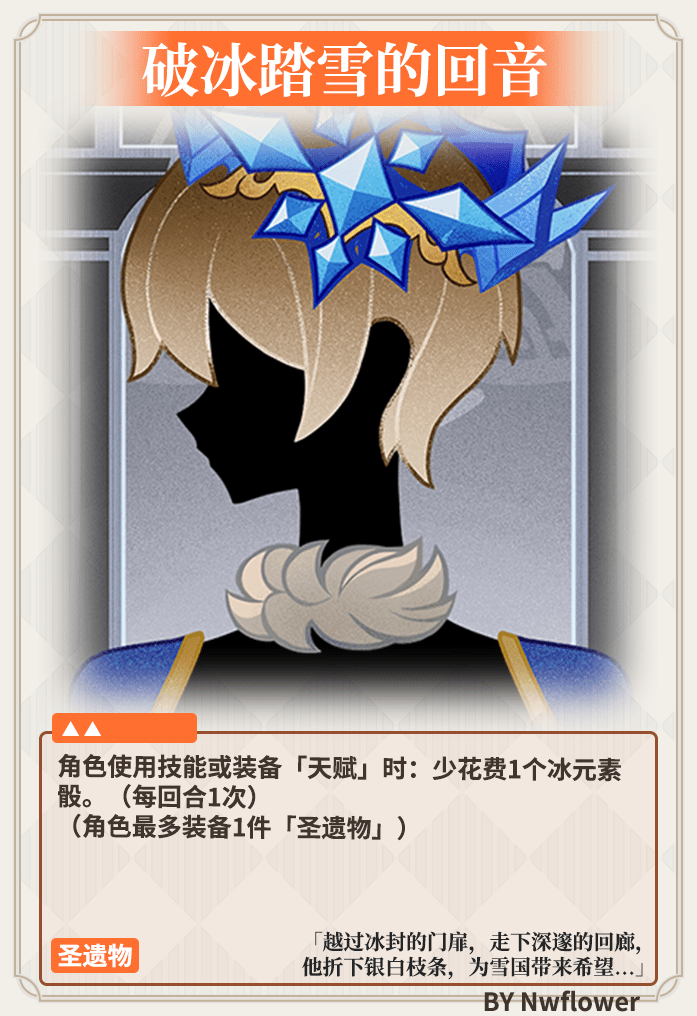 破冰踏雪的回音
角色使用技能或装备「天赋」时：少花费1个冰元素
骰。（每回合1次）
（角色最多装备1件「圣遗物」）
圣遗物
「越过冰封的门扉，走下深邃的回廊，
他折下银白枝条，为雪国带来希望…」
BY Nwflower